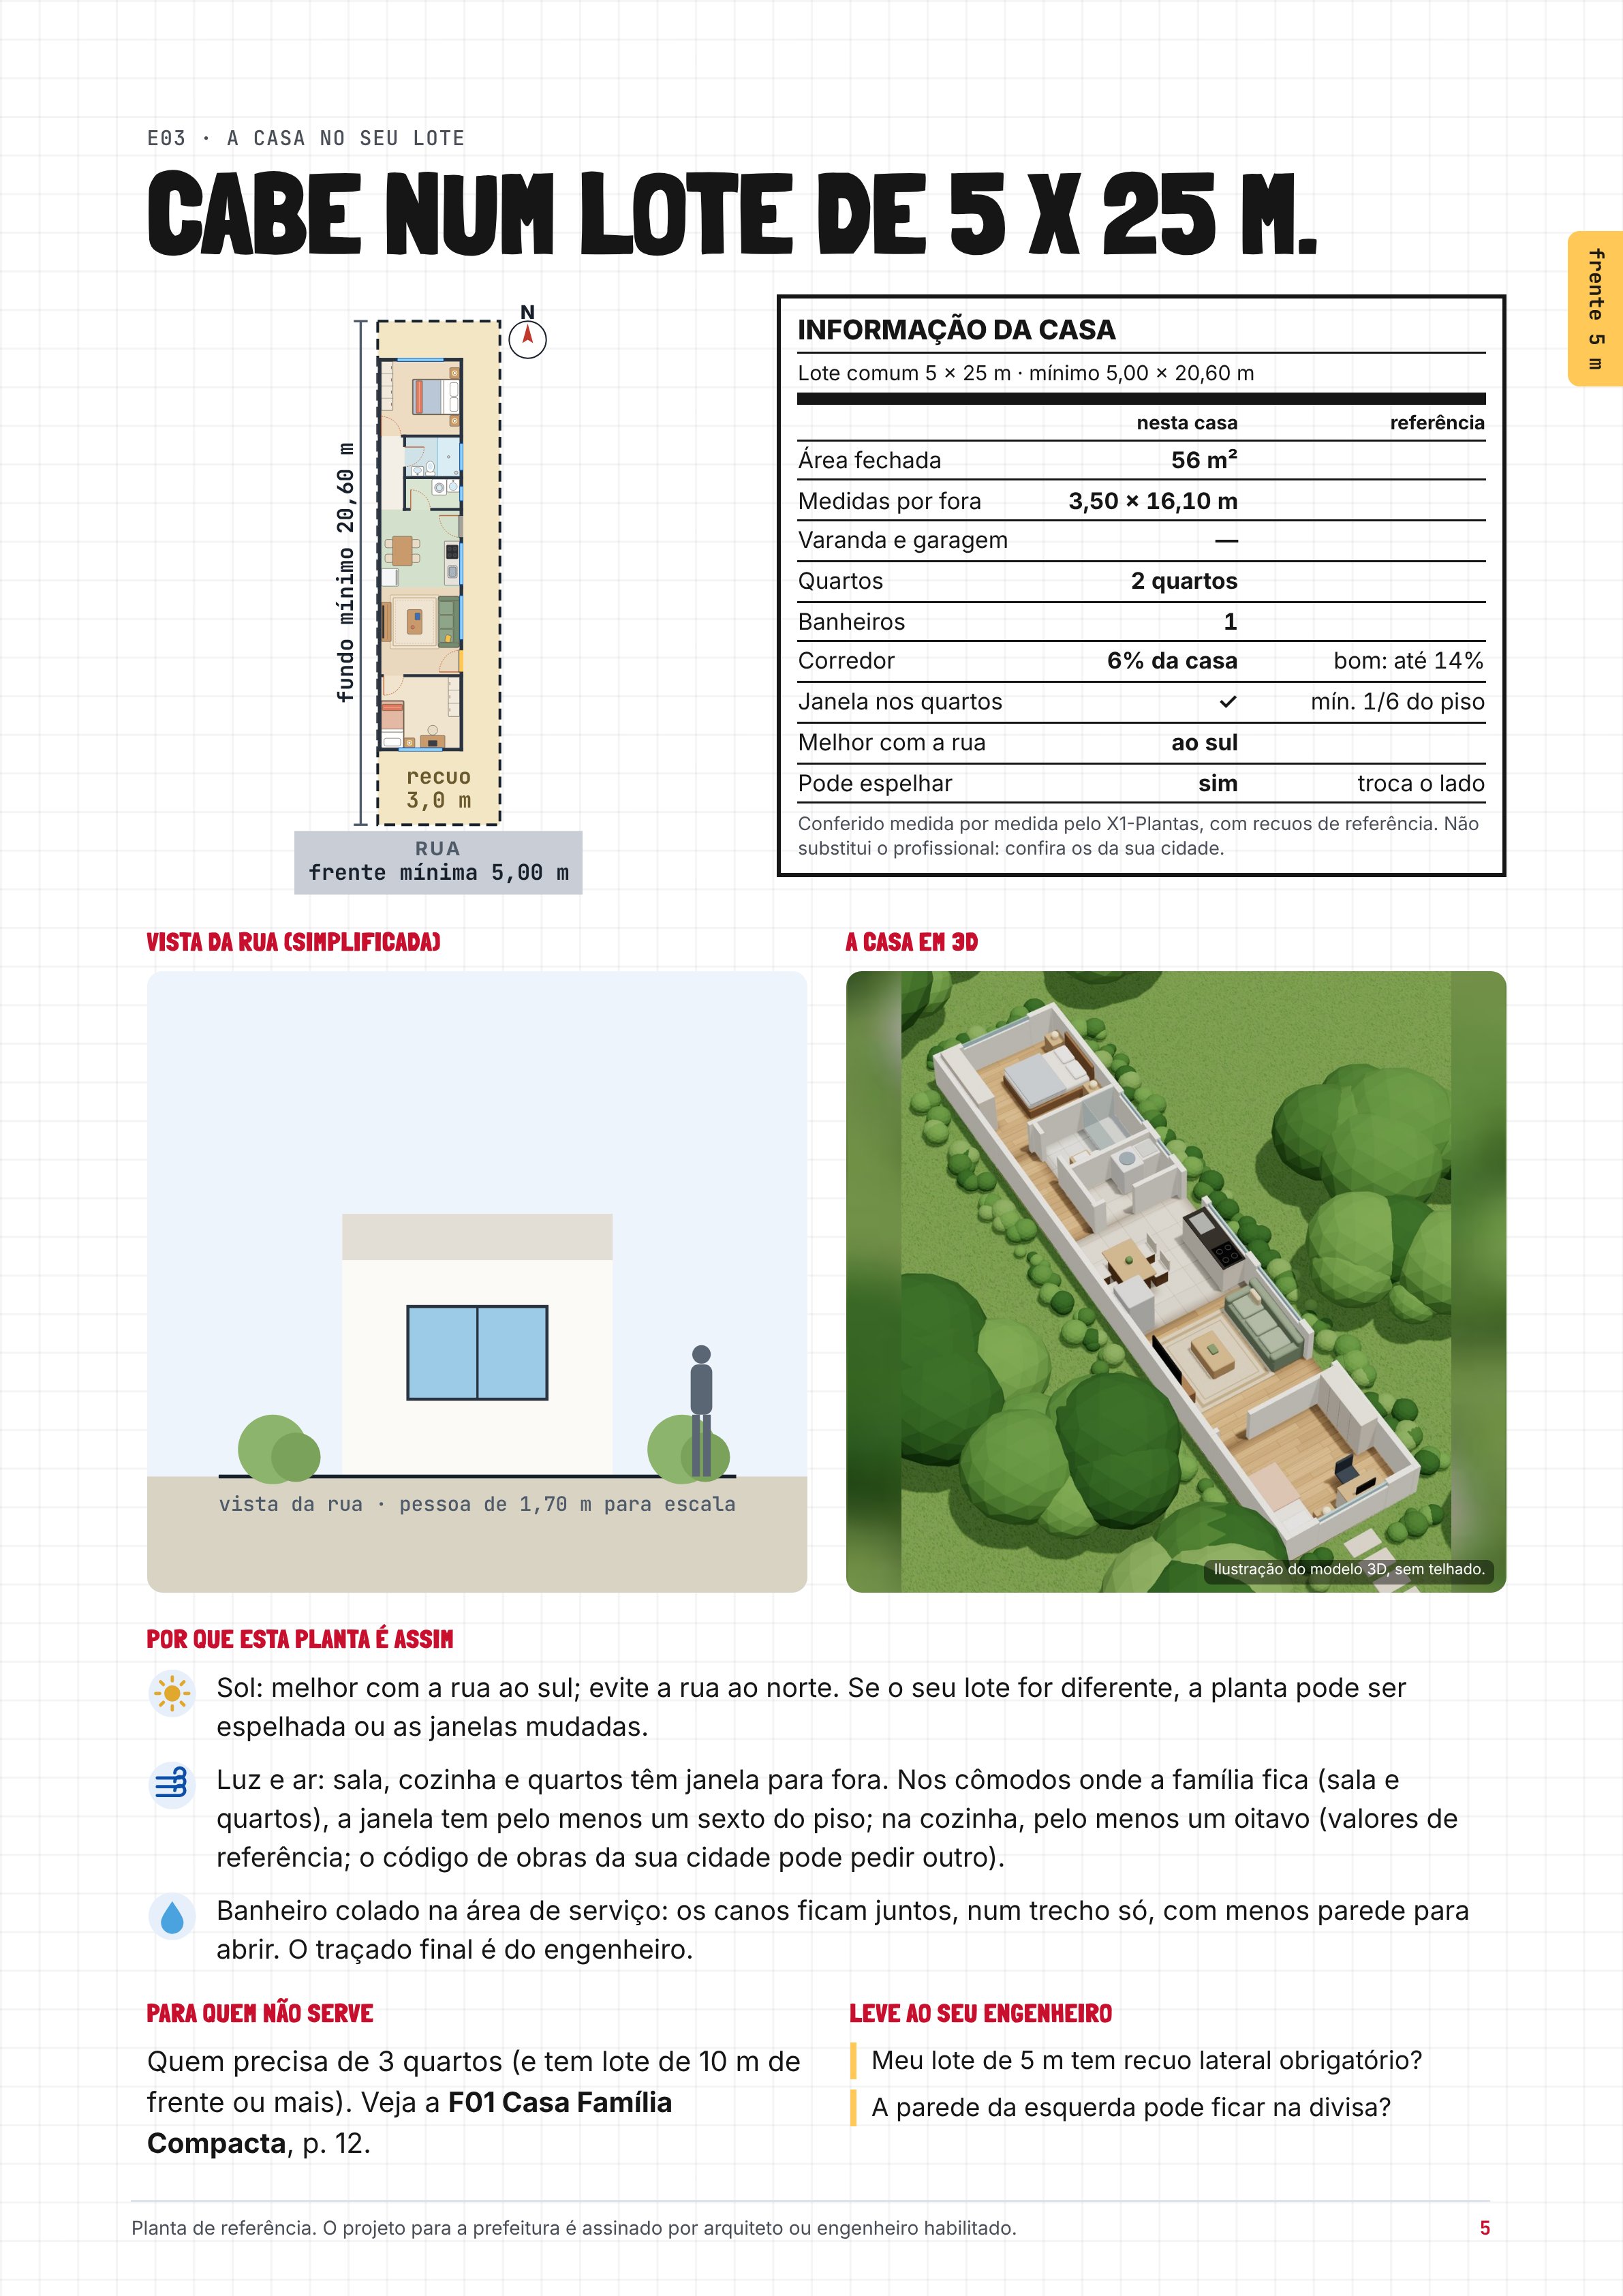 E03 · A CASA NO SEU LOTE
CABE NUM LOTE DE 5 X 25 M.
frente 5 m
N
fundo mínimo 20,60 m
recuo
3,0 m
RUA
frente mínima 5,00 m
INFORMAÇÃO DA CASA
Lote comum 5 × 25 m · mínimo 5,00 × 20,60 m
nesta casa referência
Área fechada 56 m²
Medidas por fora 3,50 × 16,10 m
Varanda e garagem —
Quartos 2 quartos
Banheiros 1
Corredor 6% da casa bom: até 14%
Janela nos quartos ✓ mín. 1/6 do piso
Melhor com a rua ao sul
Pode espelhar sim troca o lado
Conferido medida por medida pelo X1-Plantas, com recuos de referência. Não
substitui o profissional: confira os da sua cidade.
VISTA DA RUA (SIMPLIFICADA)
vista da rua · pessoa de 1,70 m para escala
A CASA EM 3D
Ilustração do modelo 3D, sem telhado.
POR QUE ESTA PLANTA É ASSIM
Sol: melhor com a rua ao sul; evite a rua ao norte. Se o seu lote for diferente, a planta pode ser
espelhada ou as janelas mudadas.
Luz e ar: sala, cozinha e quartos têm janela para fora. Nos cômodos onde a família fica (sala e
quartos), a janela tem pelo menos um sexto do piso; na cozinha, pelo menos um oitavo (valores de
referência; o código de obras da sua cidade pode pedir outro).
Banheiro colado na área de serviço: os canos ficam juntos, num trecho só, com menos parede para
abrir. O traçado final é do engenheiro.
PARA QUEM NÃO SERVE
Quem precisa de 3 quartos (e tem lote de 10 m de
frente ou mais). Veja a F01 Casa Família
Compacta, p. 12.
LEVE AO SEU ENGENHEIRO
Meu lote de 5 m tem recuo lateral obrigatório?
A parede da esquerda pode ficar na divisa?
Planta de referência. O projeto para a prefeitura é assinado por arquiteto ou engenheiro habilitado.
5